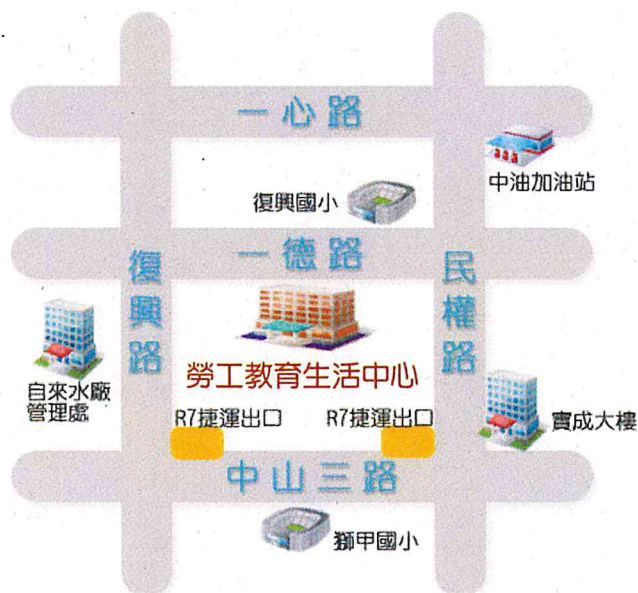 一心路
中油加油站
復興國小
一德路
復興路
民權路
勞工教育生活中心
自來水廠
管理處
R7捷運出口
R7捷運出口
實成大樓
中山三路
獅甲國小